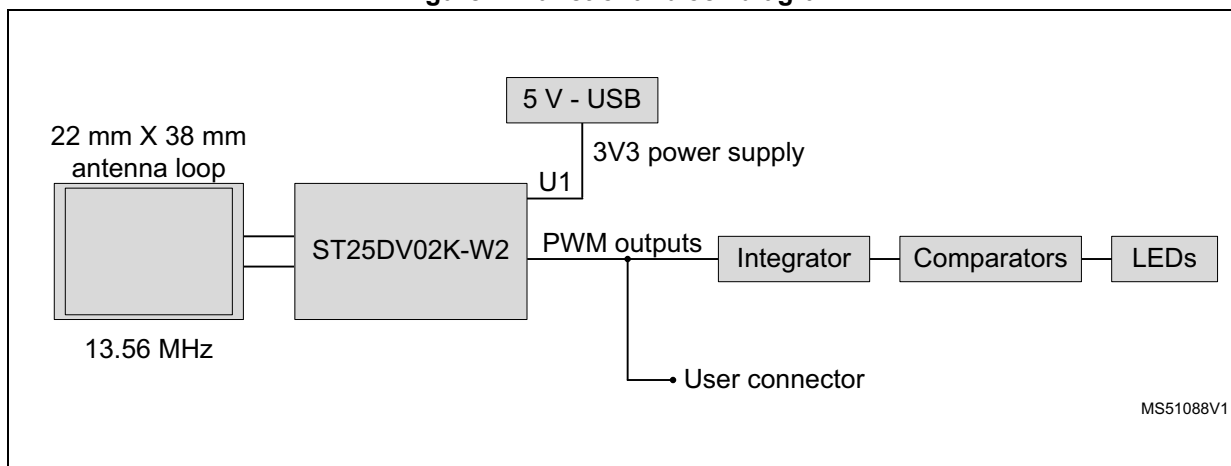 5 V - USB
22 mm X 38 mm
antenna loop
3V3 power supply
U1
ST25DV02K-W2
PWM outputs
Integrator
Comparators
LEDs
13.56 MHz
User connector
MS51088V1